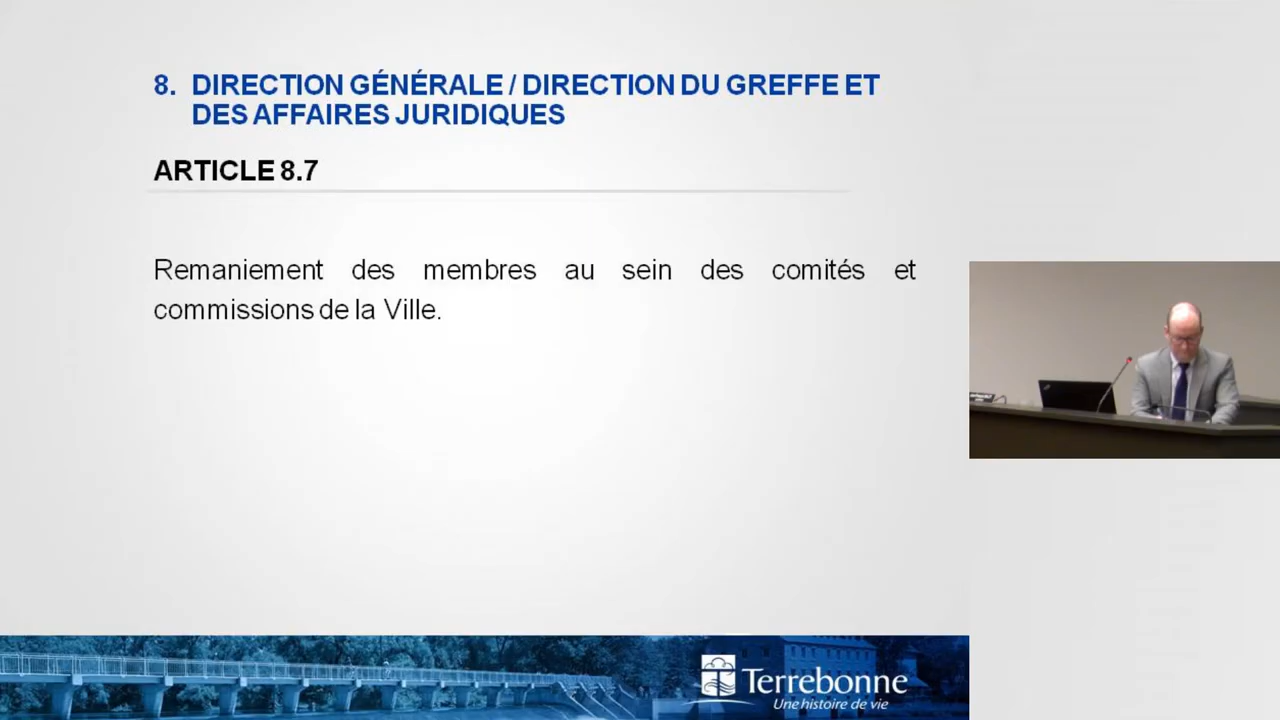 8. DIRECTION GÉNÉRALE / DIRECTION DU GREFFE ET
DES AFFAIRES JURIDIQUES
ARTICLE 8.7
Remaniement des membres au sein des comités et
commissions de la Ville.
Terrebonne
Une histoire de vie